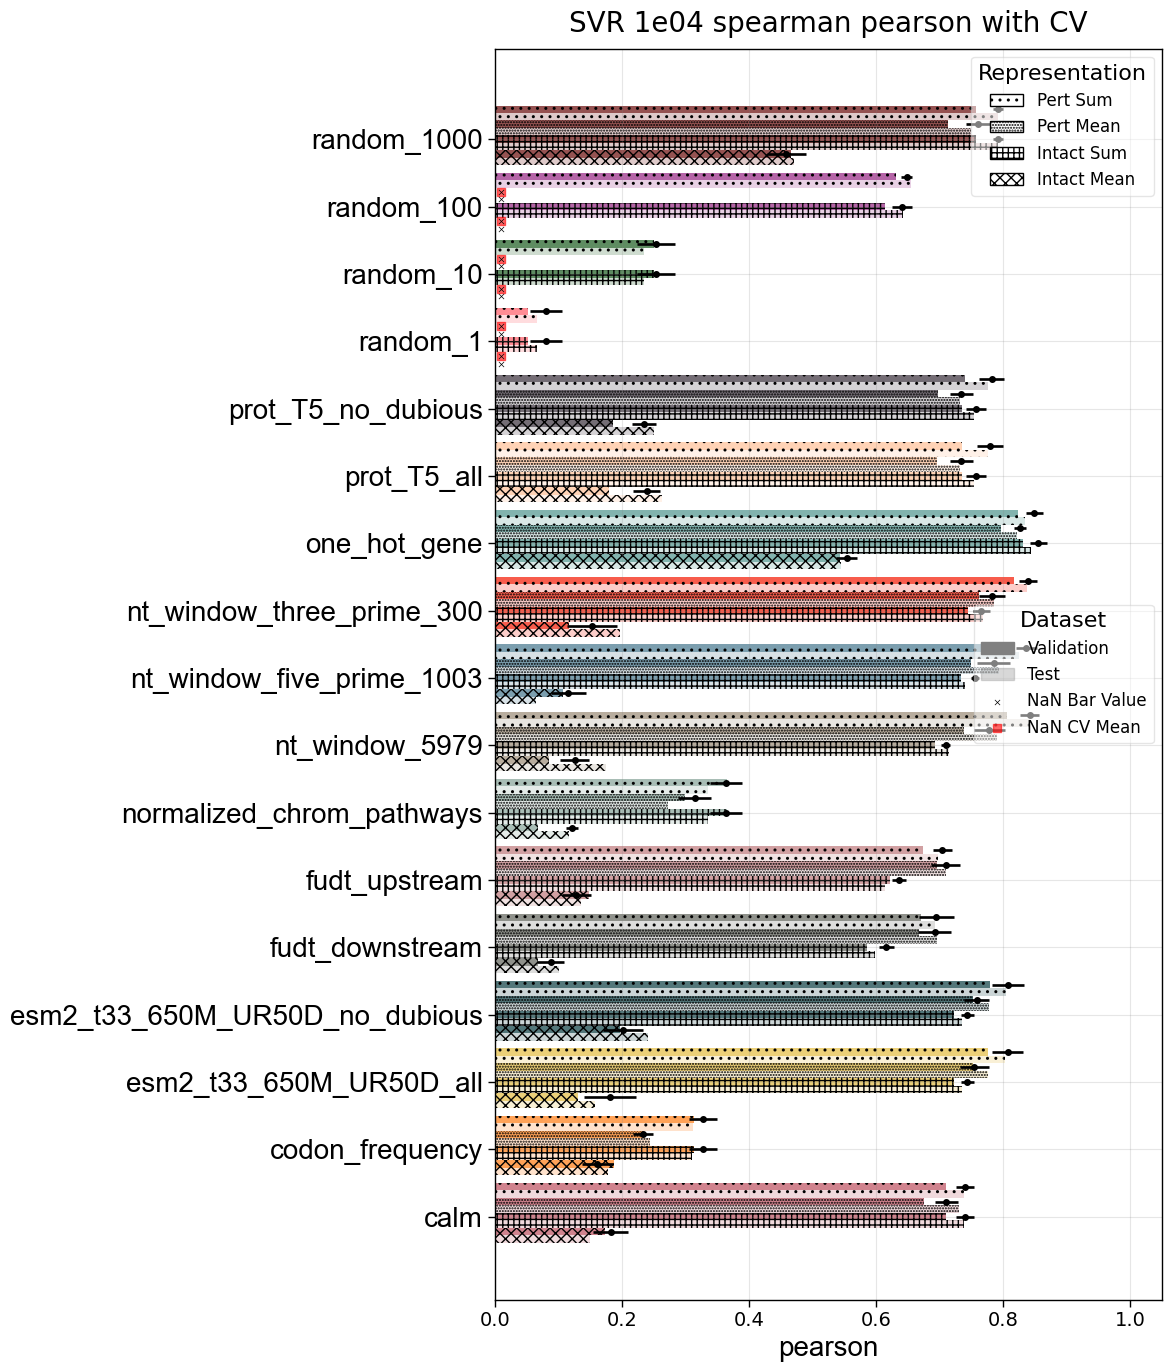 SVR 1e04 spearman pearson with CV
Representation
Pert Sum
Pert Mean
Intact Sum
Intact Mean
random_1000
random_100
random_10
random_1
prot_T5_no_dubious
prot_T5_all
one_hot_gene
nt_window_three_prime_300
Dataset
Validation
Test
NaN Bar Value
NaN CV Mean
nt_window_five_prime_1003
nt_window_5979
normalized_chrom_pathways
fudt_upstream
fudt_downstream
esm2_t33_650M_UR50D_no_dubious
esm2_t33_650M_UR50D_all
codon_frequency
calm
0.0 0.2 0.4 0.6 0.8 1.0
pearson